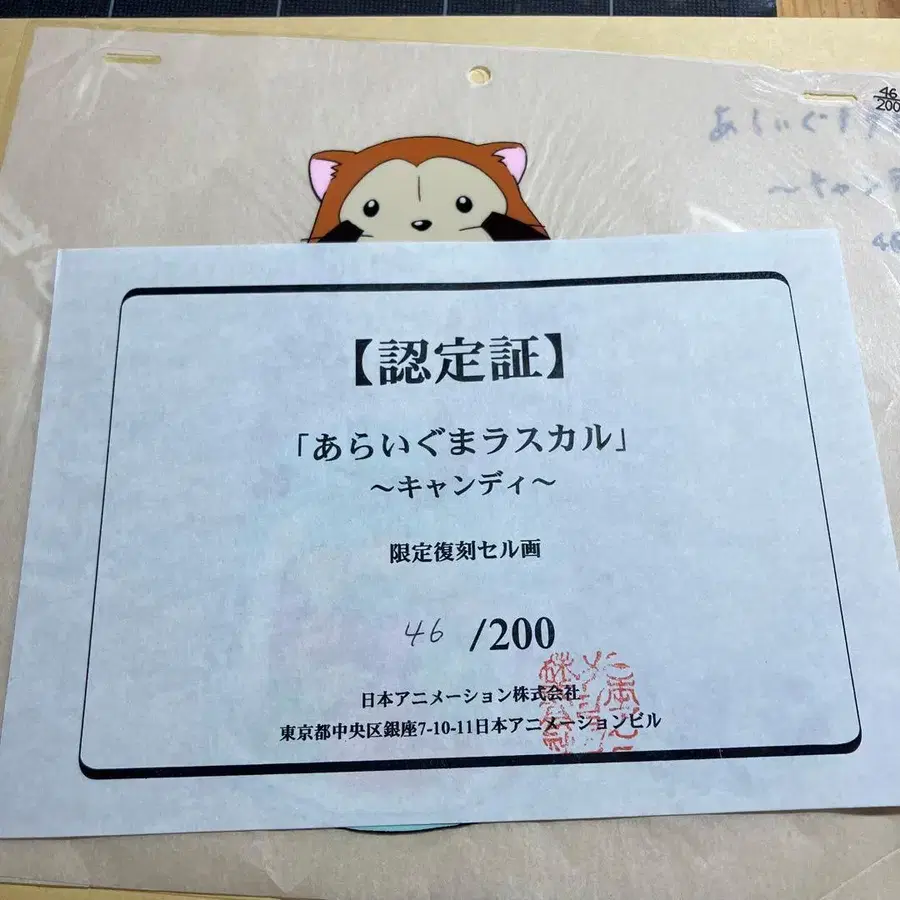 46
200
あらいぐま
～キャンデ
46
【認定証】
「あらいぐまラスカル」
～キャンディ～
限定復刻セル画
46 /200
日本アニメーション株式会社
東京都中央区銀座7-10-11日本アニメーションビル